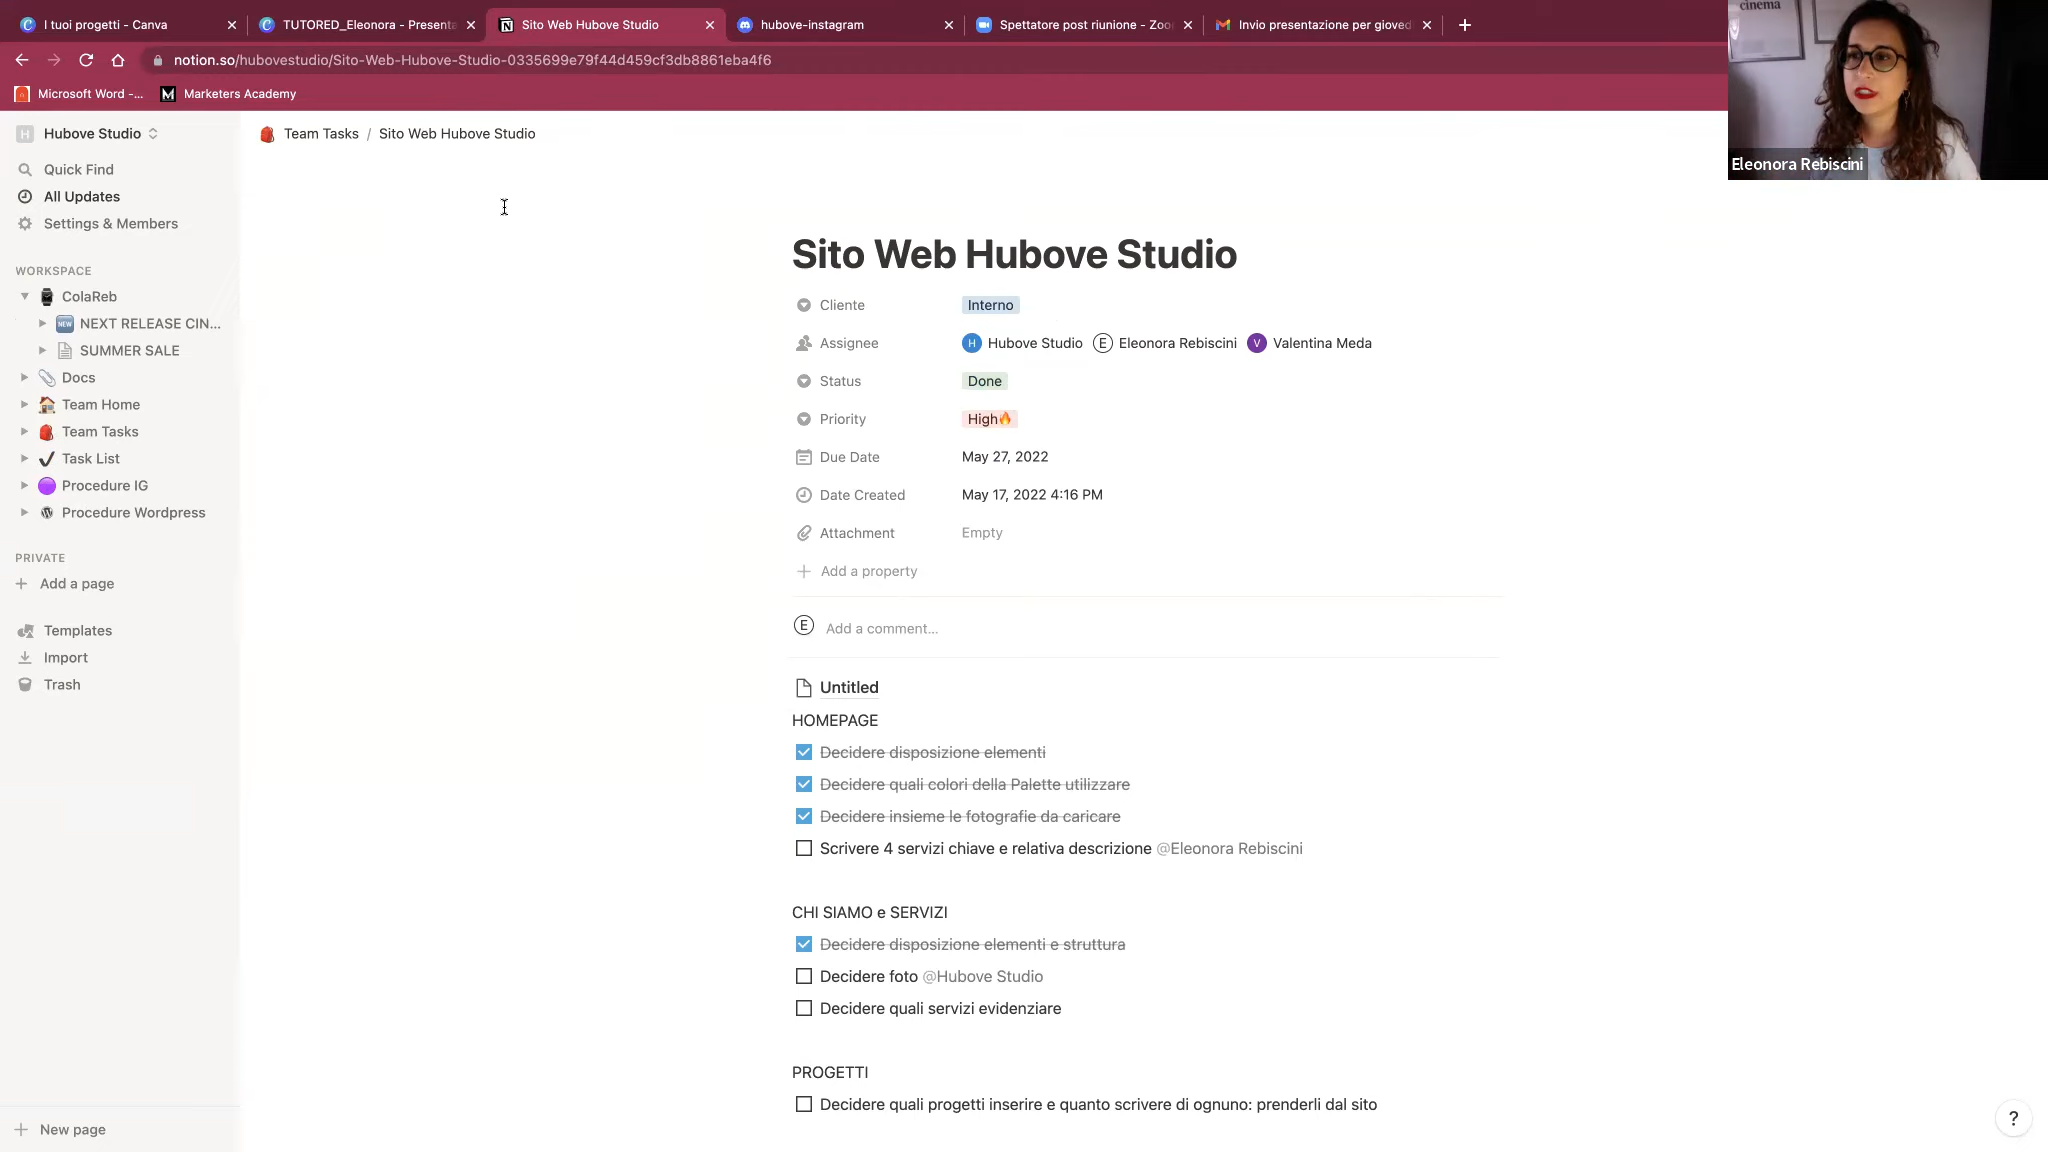 I tuoi progetti - Canva
TUTORED_Eleonora - Presenta
Sito Web Hubove Studio
hubove-instagram
Spettatore post riunione - Zoo
Invio presentazione per gioved
notion.so/hubovestudio/Sito-Web-Hubove-Studio-0335699e79f44d459cf3db8861eba4f6
Microsoft Word -...
Marketers Academy
cinema
Eleonora Rebiscini
Hubove Studio
Team Tasks / Sito Web Hubove Studio
Quick Find
All Updates
Settings & Members
WORKSPACE
ColaReb
NEW NEXT RELEASE CIN...
SUMMER SALE
Docs
Team Home
Team Tasks
Task List
Procedure IG
Procedure Wordpress
PRIVATE
Add a page
Templates
Import
Trash
New page
Sito Web Hubove Studio
Cliente Interno
Assignee H Hubove Studio E Eleonora Rebiscini V Valentina Meda
Status Done
Priority High🔥
Due Date May 27, 2022
Date Created May 17, 2022 4:16 PM
Attachment Empty
Add a property
E Add a comment...
Untitled
HOMEPAGE
Decidere disposizione elementi
Decidere quali colori della Palette utilizzare
Decidere insieme le fotografie da caricare
Scrivere 4 servizi chiave e relativa descrizione @Eleonora Rebiscini
CHI SIAMO e SERVIZI
Decidere disposizione elementi e struttura
Decidere foto @Hubove Studio
Decidere quali servizi evidenziare
PROGETTI
Decidere quali progetti inserire e quanto scrivere di ognuno: prenderli dal sito
?